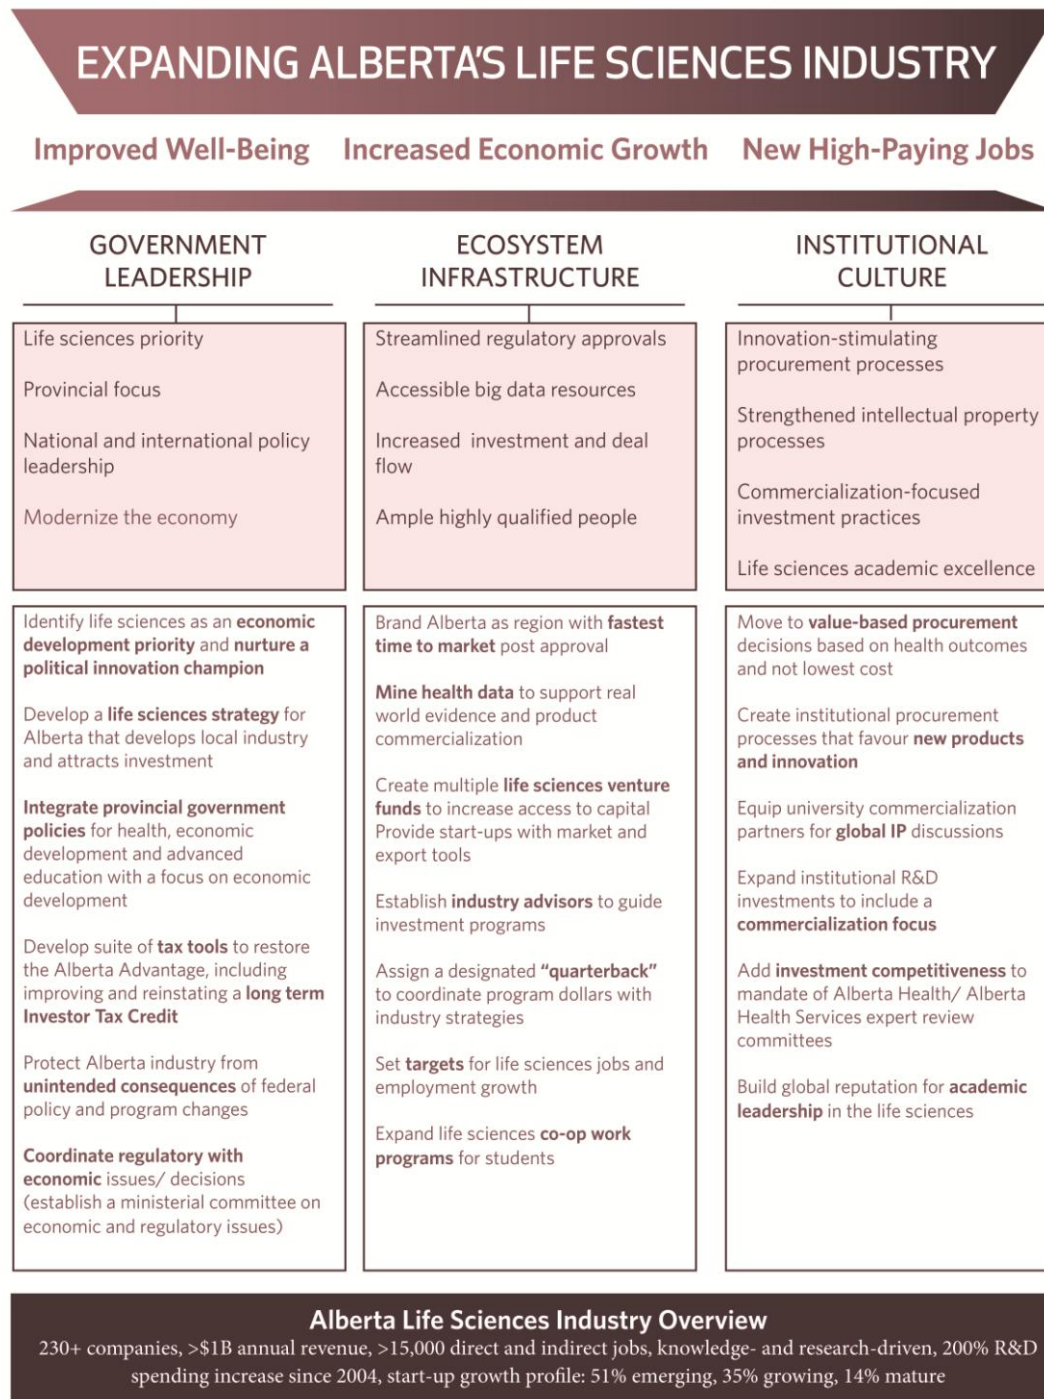 EXPANDING ALBERTA'S LIFE SCIENCES INDUSTRY
Improved Well-Being Increased Economic Growth New High-Paying Jobs
GOVERNMENT
LEADERSHIP
Life sciences priority
Provincial focus
National and international policy
leadership
Modernize the economy
Identify life sciences as an economic
development priority and nurture a
political innovation champion
Develop a life sciences strategy for
Alberta that develops local industry
and attracts investment
Integrate provincial government
policies for health, economic
development and advanced
education with a focus on economic
development
Develop suite of tax tools to restore
the Alberta Advantage, including
improving and reinstating a long term
Investor Tax Credit
Protect Alberta industry from
unintended consequences of federal
policy and program changes
Coordinate regulatory with
economic issues/ decisions
(establish a ministerial committee on
economic and regulatory issues)
ECOSYSTEM
INFRASTRUCTURE
Streamlined regulatory approvals
Accessible big data resources
Increased investment and deal
flow
Ample highly qualified people
Brand Alberta as region with fastest
time to market post approval
Mine health data to support real
world evidence and product
commercialization
Create multiple life sciences venture
funds to increase access to capital
Provide start-ups with market and
export tools
Establish industry advisors to guide
investment programs
Assign a designated “quarterback”
to coordinate program dollars with
industry strategies
Set targets for life sciences jobs and
employment growth
Expand life sciences co-op work
programs for students
INSTITUTIONAL
CULTURE
Innovation-stimulating
procurement processes
Strengthened intellectual property
processes
Commercialization-focused
investment practices
Life sciences academic excellence
Move to value-based procurement
decisions based on health outcomes
and not lowest cost
Create institutional procurement
processes that favour new products
and innovation
Equip university commercialization
partners for global IP discussions
Expand institutional R&D
investments to include a
commercialization focus
Add investment competitiveness to
mandate of Alberta Health/ Alberta
Health Services expert review
committees
Build global reputation for academic
leadership in the life sciences
Alberta Life Sciences Industry Overview
230+ companies, >$1B annual revenue, >15,000 direct and indirect jobs, knowledge- and research-driven, 200% R&D
spending increase since 2004, start-up growth profile: 51% emerging, 35% growing, 14% mature